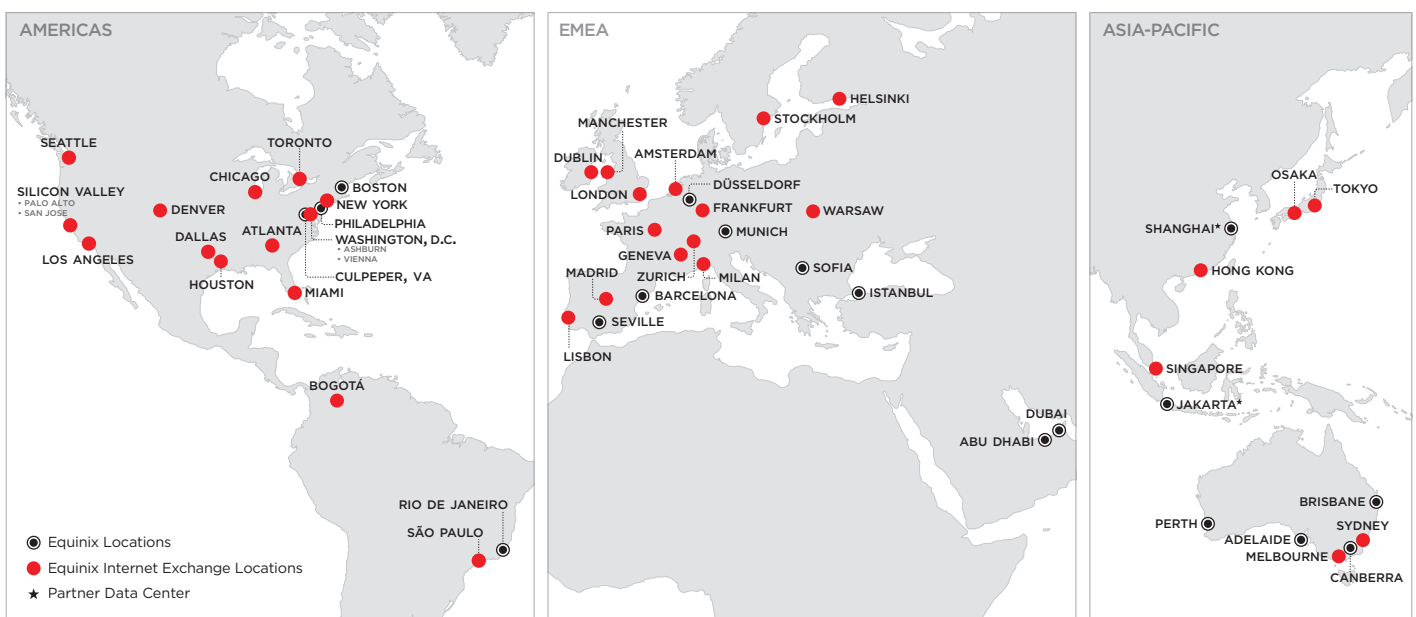 AMERICAS
SEATTLE
TORONTO
CHICAGO
BOSTON
SILICON VALLEY
• PALO ALTO
• SAN JOSE
NEW YORK
DENVER
PHILADELPHIA
ATLANTA
DALLAS
WASHINGTON, D.C.
• ASHBURN
• VIENNA
LOS ANGELES
CULPEPER, VA
HOUSTON
MIAMI
BOGOTÁ
RIO DE JANEIRO
SÃO PAULO
Equinix Locations
Equinix Internet Exchange Locations
★ Partner Data Center
EMEA
HELSINKI
STOCKHOLM
MANCHESTER
DUBLIN
AMSTERDAM
DÜSSELDORF
LONDON
FRANKFURT
WARSAW
PARIS
MUNICH
GENEVA
SOFIA
MADRID
ZURICH
MILAN
BARCELONA
ISTANBUL
SEVILLE
LISBON
DUBAI
ABU DHABI
ASIA-PACIFIC
OSAKA
TOKYO
SHANGHAI★
HONG KONG
SINGAPORE
JAKARTA★
BRISBANE
PERTH
SYDNEY
ADELAIDE
MELBOURNE
CANBERRA